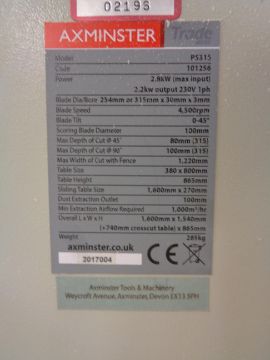 02193
AXMINSTER Trade
Model PS315
Code 101256
Power 2.8kW (max input)
2.2kw output 230V 1ph
Blade Dia/Bore 254mm or 315mm x 30mm x 3mm
Blade Speed 4,500rpm
Blade Tilt 0-45°
Scoring Blade Diameter 100mm
Max Depth of Cut @ 45° 80mm (315)
Max Depth of Cut @ 90° 100mm (315)
Max Width of Cut with Fence 1,220mm
Table Size 380 x 800mm
Table Height 865mm
Sliding Table Size 1,600mm x 270mm
Dust Extraction Outlet 100mm
Min Extraction Airflow Required 1,000m³/hr
Overall L x W x H 1,600mm x 1,540mm
(+740mm crosscut table) x 865mm
Weight 285kg
axminster.co.uk CE
2017004
Axminster Tools & Machinery
Weycroft Avenue, Axminster, Devon EX13 5PH